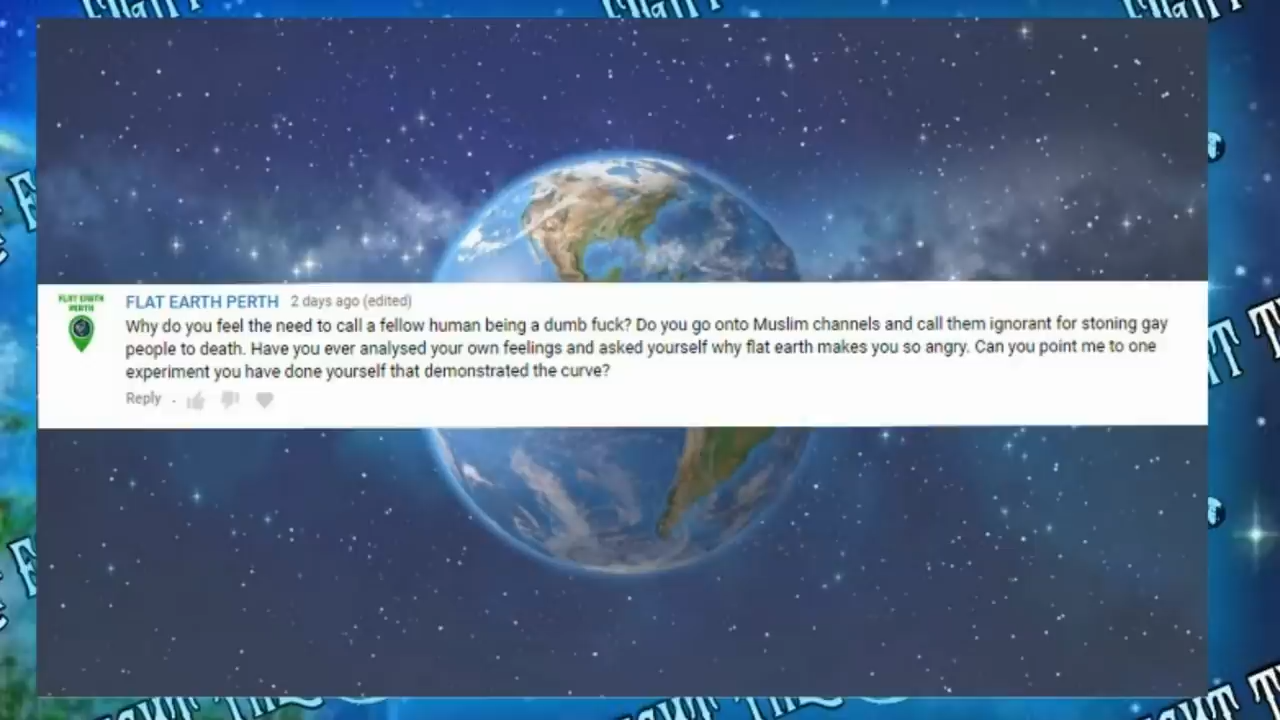 FLAT EARTH
PERTH
FLAT EARTH PERTH 2 days ago (edited)
Why do you feel the need to call a fellow human being a dumb fuck? Do you go onto Muslim channels and call them ignorant for stoning gay
people to death. Have you ever analysed your own feelings and asked yourself why flat earth makes you so angry. Can you point me to one
experiment you have done yourself that demonstrated the curve?
Reply